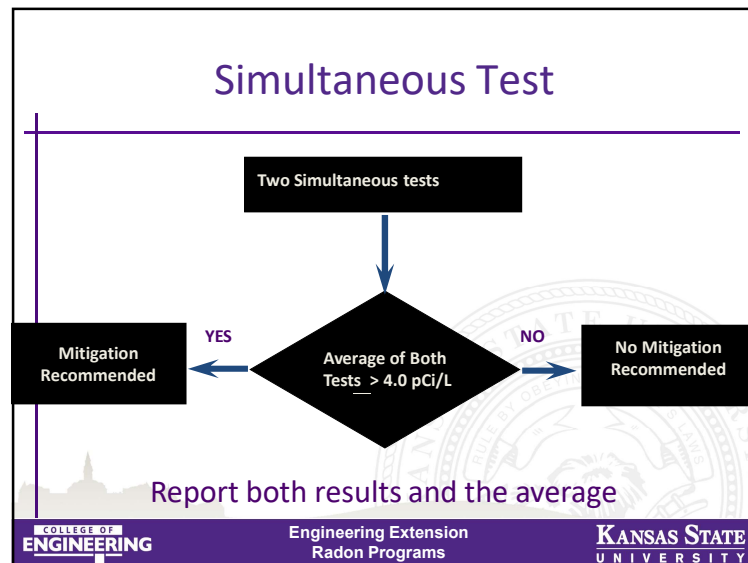 Simultaneous Test
Two Simultaneous tests
YES
NO
Mitigation
Recommended
Average of Both
Tests _> 4.0 pCi/L
No Mitigation
Recommended
Report both results and the average
COLLEGE OF
ENGINEERING
Engineering Extension
Radon Programs
KANSAS STATE
UNIVERSITY